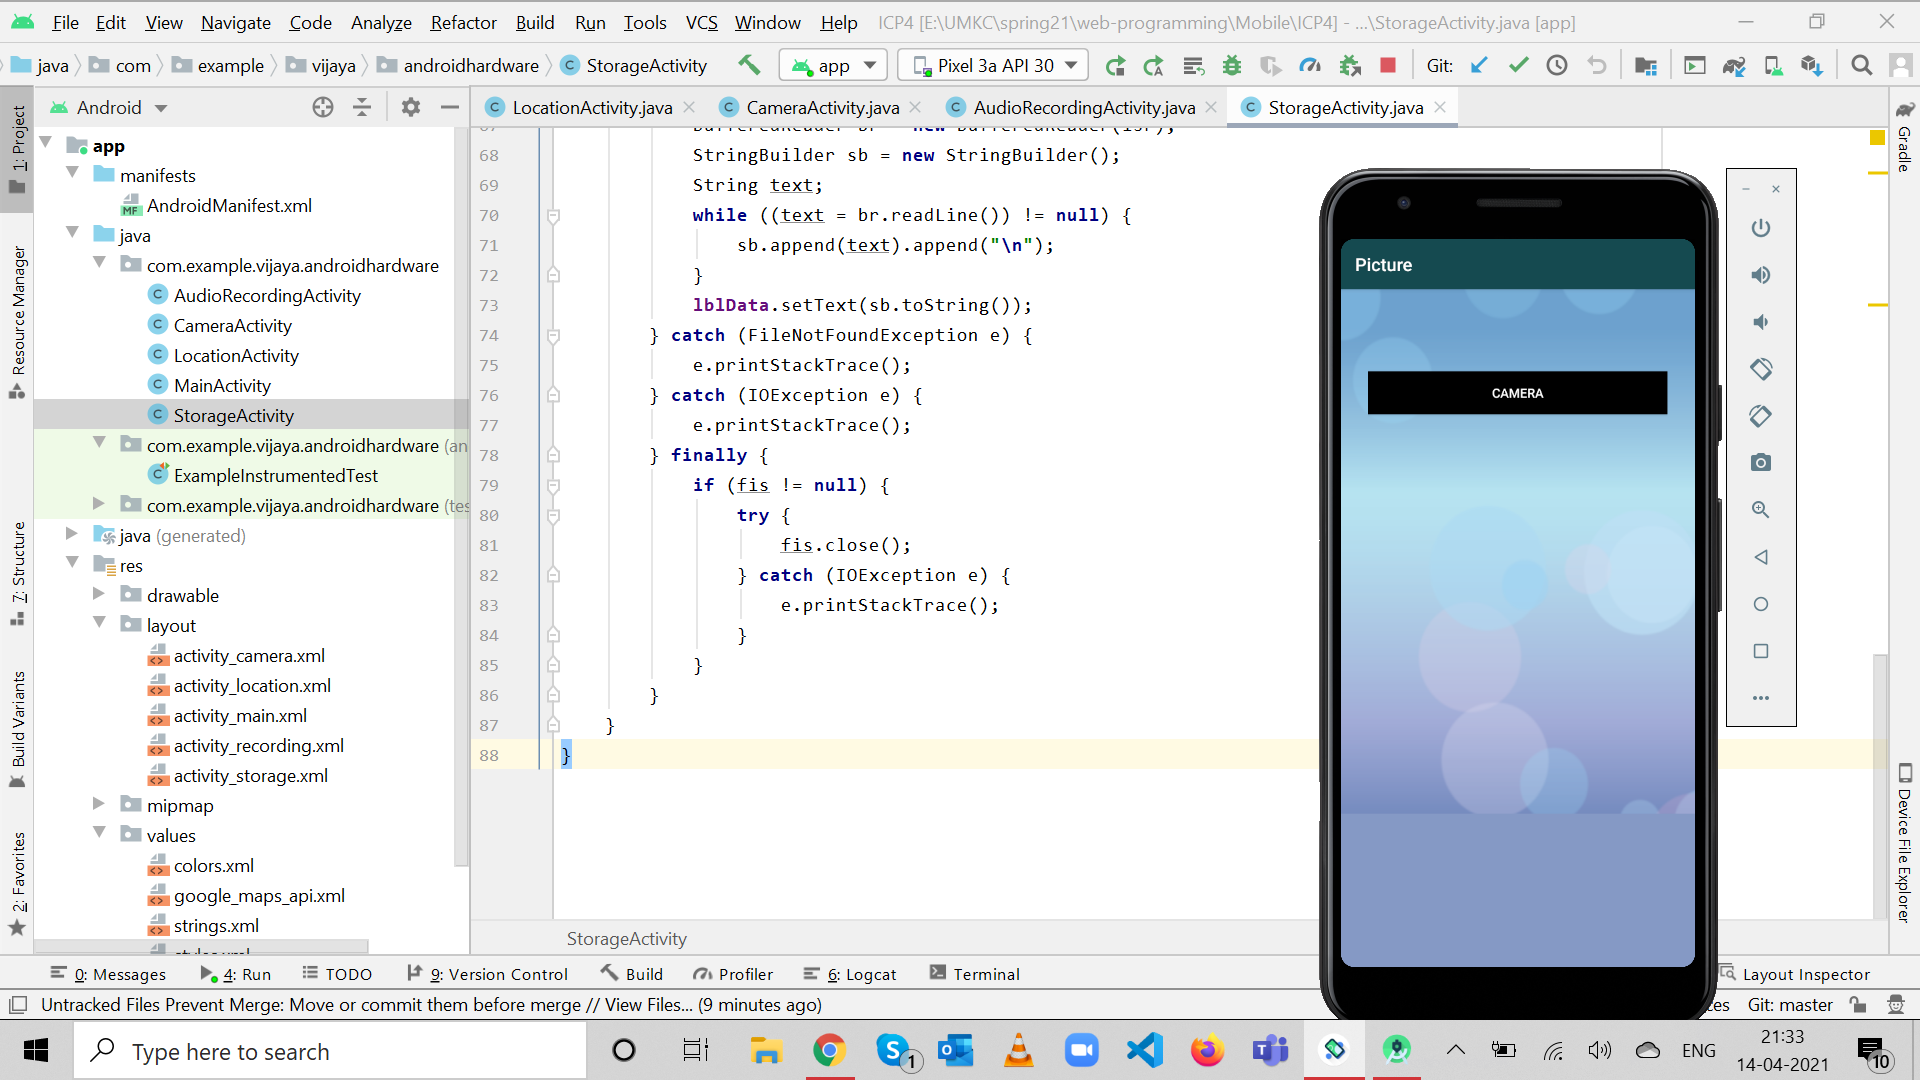 File Edit View Navigate Code Analyze Refactor Build Run Tools VCS Window Help ICP4 [E:\UMKC\spring21\web-programming\Mobile\ICP4] - ...\StorageActivity.java [app]
java com example vijaya androidhardware StorageActivity app Pixel 3a API 30 Git:
Android
LocationActivity.java CameraActivity.java AudioRecordingActivity.java StorageActivity.java
1: Project
Resource Manager
7: Structure
Build Variants
2: Favorites
app
manifests
AndroidManifest.xml
java
com.example.vijaya.androidhardware
AudioRecordingActivity
CameraActivity
LocationActivity
MainActivity
StorageActivity
com.example.vijaya.androidhardware (an
ExampleInstrumentedTest
com.example.vijaya.androidhardware (tes
java (generated)
res
drawable
layout
activity_camera.xml
activity_location.xml
activity_main.xml
activity_recording.xml
activity_storage.xml
mipmap
values
colors.xml
google_maps_api.xml
strings.xml
68 StringBuilder sb = new StringBuilder();
69 String text;
70 while ((text = br.readLine()) != null) {
71 sb.append(text).append("\n");
72 }
73 lblData.setText(sb.toString());
74 } catch (FileNotFoundException e) {
75 e.printStackTrace();
76 } catch (IOException e) {
77 e.printStackTrace();
78 } finally {
79 if (fis != null) {
80 try {
81 fis.close();
82 } catch (IOException e) {
83 e.printStackTrace();
84 }
85 }
86 }
87 }
88 }
StorageActivity
Picture
CAMERA
Gradle
Device File Explorer
0: Messages 4: Run TODO 9: Version Control Build Profiler 6: Logcat Terminal Layout Inspector
Untracked Files Prevent Merge: Move or commit them before merge // View Files... (9 minutes ago) Git: master
Type here to search
1
ENG
21:33
14-04-2021
10